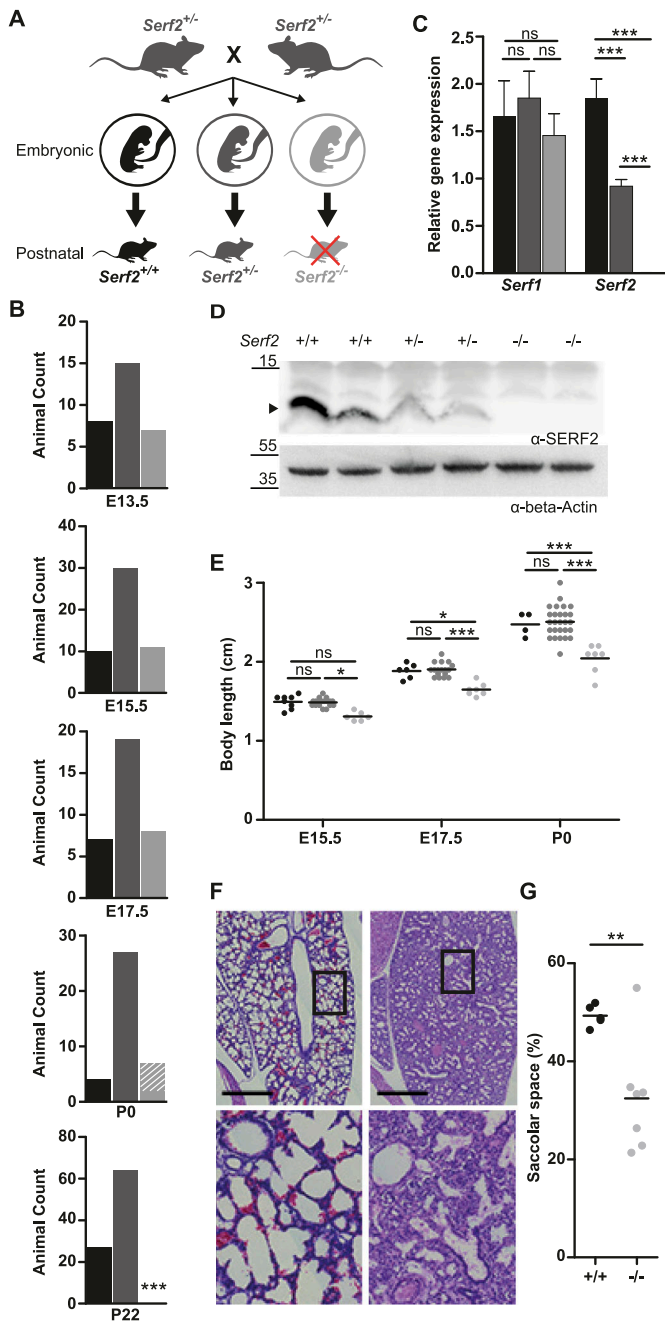 A
Serf2+/-
Serf2+/-
X
Embryonic
Postnatal
Serf2+/+
Serf2+/-
Serf2-/-
B
Animal Count
20
15
10
5
0
E13.5
Animal Count
40
30
20
10
0
E15.5
Animal Count
20
15
10
5
0
E17.5
Animal Count
30
20
10
0
P0
Animal Count
80
60
40
20
0
***
P22
C
Relative gene expression
2.5
2.0
1.5
1.0
0.5
0.0
ns
ns ns
***
***
***
Serf1 Serf2
D
Serf2 +/+ +/+ +/- +/- -/- -/-
15
α-SERF2
55
35
α-beta-Actin
E
Body length (cm)
3
2
1
0
ns
ns *
*
ns ***
***
ns ***
E15.5 E17.5 P0
F
G
Saccolar space (%)
60
40
20
0
**
+/+ -/-